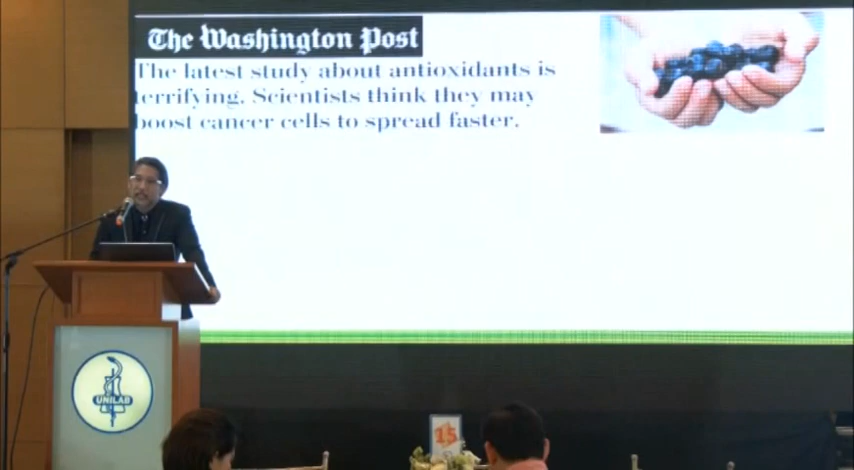 The Washington Post
The latest study about antioxidants is
terrifying. Scientists think they may
boost cancer cells to spread faster.
UNILAB
15